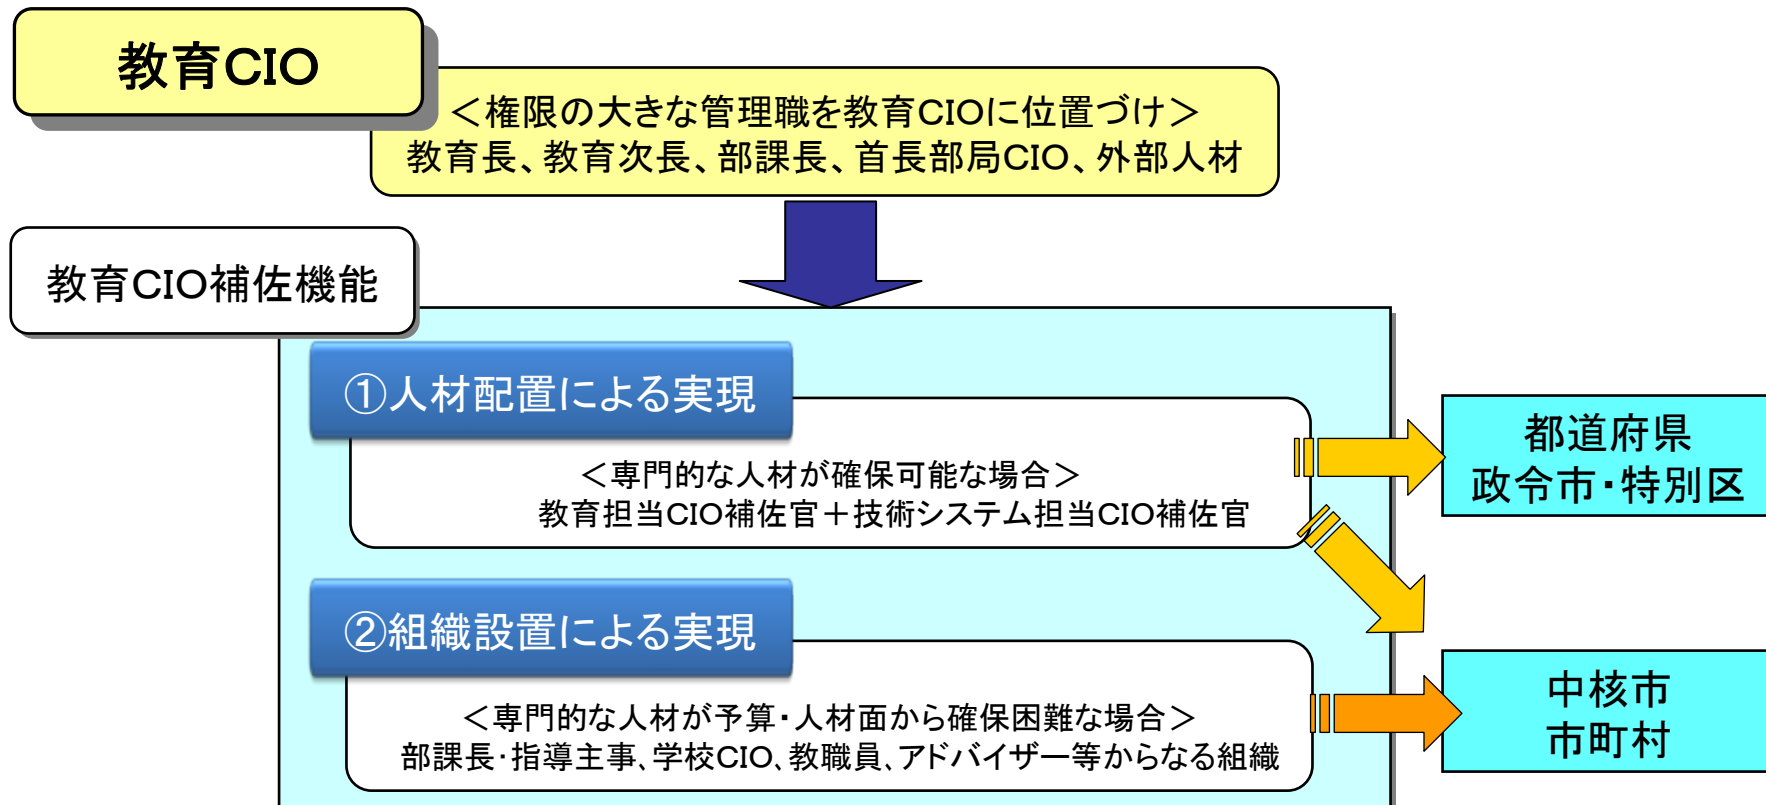 教育CIO
＜権限の大きな管理職を教育CIOに位置づけ＞
教育長、教育次長、部課長、首長部局CIO、外部人材
教育CIO補佐機能
①人材配置による実現
＜専門的な人材が確保可能な場合＞
教育担当CIO補佐官＋技術システム担当CIO補佐官
都道府県
政令市・特別区
②組織設置による実現
＜専門的な人材が予算・人材面から確保困難な場合＞
部課長・指導主事、学校CIO、教職員、アドバイザー等からなる組織
中核市
市町村